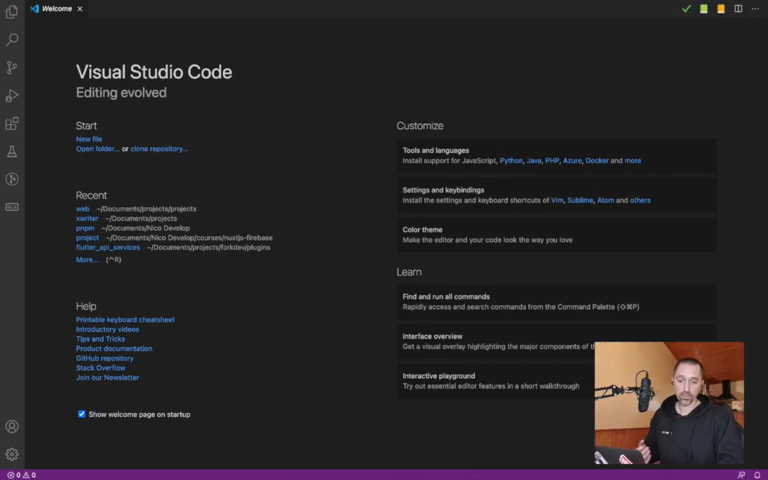 Welcome
Visual Studio Code
Editing evolved
Start
New file
Open folder... or clone repository...
Recent
web ~/Documents/projects/projectx
xwriter ~/Documents/projects
pnpm ~/Documents/Nico Develop
project ~/Documents/Nico Develop/courses/nuxtjs-firebase
flutter_api_services ~/Documents/projects/forkdev/plugins
More... (^R)
Help
Printable keyboard cheatsheet
Introductory videos
Tips and Tricks
Product documentation
GitHub repository
Stack Overflow
Join our Newsletter
Show welcome page on startup
Customize
Tools and languages
Install support for JavaScript, Python, Java, PHP, Azure, Docker and more
Settings and keybindings
Install the settings and keyboard shortcuts of Vim, Sublime, Atom and others
Color theme
Make the editor and your code look the way you love
Learn
Find and run all commands
Rapidly access and search commands from the Command Palette (⇧⌘P)
Interface overview
Get a visual overlay highlighting the major components of
Interactive playground
Try out essential editor features in a short walkthrough
0 0